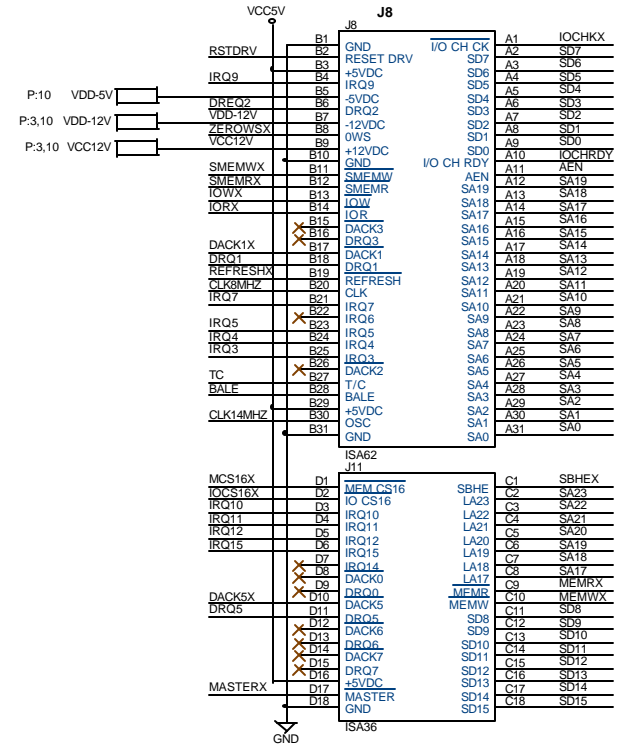 VCC5V
J8
J8
B1 GND I/O CH CK A1 IOCHKX
RSTDRV B2 RESET DRV SD7 A2 SD7
B3 +5VDC SD6 A3 SD6
IRQ9 B4 IRQ9 SD5 A4 SD5
P:10 VDD-5V B5 -5VDC SD4 A5 SD4
DREQ2 B6 DRQ2 SD3 A6 SD3
P:3,10 VDD-12V VDD-12V B7 -12VDC SD2 A7 SD2
ZEROWSX B8 0WS SD1 A8 SD1
P:3,10 VCC12V VCC12V B9 +12VDC SD0 A9 SD0
B10 GND I/O CH RDY A10 IOCHRDY
SMEMWX B11 SMEMW AEN A11 AEN
SMEMRX B12 SMEMR SA19 A12 SA19
IOWX B13 IOW SA18 A13 SA18
IORX B14 IOR SA17 A14 SA17
B15 DACK3 SA16 A15 SA16
B16 DRQ3 SA15 A16 SA15
DACK1X B17 DACK1 SA14 A17 SA14
DRQ1 B18 DRQ1 SA13 A18 SA13
REFRESHX B19 REFRESH SA12 A19 SA12
CLK8MHZ B20 CLK SA11 A20 SA11
IRQ7 B21 IRQ7 SA10 A21 SA10
B22 IRQ6 SA9 A22 SA9
IRQ5 B23 IRQ5 SA8 A23 SA8
IRQ4 B24 IRQ4 SA7 A24 SA7
IRQ3 B25 IRQ3 SA6 A25 SA6
B26 DACK2 SA5 A26 SA5
TC B27 T/C SA4 A27 SA4
BALE B28 BALE SA3 A28 SA3
B29 +5VDC SA2 A29 SA2
CLK14MHZ B30 OSC SA1 A30 SA1
B31 GND SA0 A31 SA0
ISA62
J11
MCS16X D1 MEM CS16 SBHE C1 SBHEX
IOCS16X D2 IO CS16 LA23 C2 SA23
IRQ10 D3 IRQ10 LA22 C3 SA22
IRQ11 D4 IRQ11 LA21 C4 SA21
IRQ12 D5 IRQ12 LA20 C5 SA20
IRQ15 D6 IRQ15 LA19 C6 SA19
D7 IRQ14 LA18 C7 SA18
D8 DACK0 LA17 C8 SA17
D9 DRQ0 MEMR C9 MEMRX
DACK5X D10 DACK5 MEMW C10 MEMWX
DRQ5 D11 DRQ5 SD8 C11 SD8
D12 DACK6 SD9 C12 SD9
D13 DRQ6 SD10 C13 SD10
D14 DACK7 SD11 C14 SD11
D15 DRQ7 SD12 C15 SD12
D16 +5VDC SD13 C16 SD13
MASTERX D17 MASTER SD14 C17 SD14
D18 GND SD15 C18 SD15
ISA36
GND